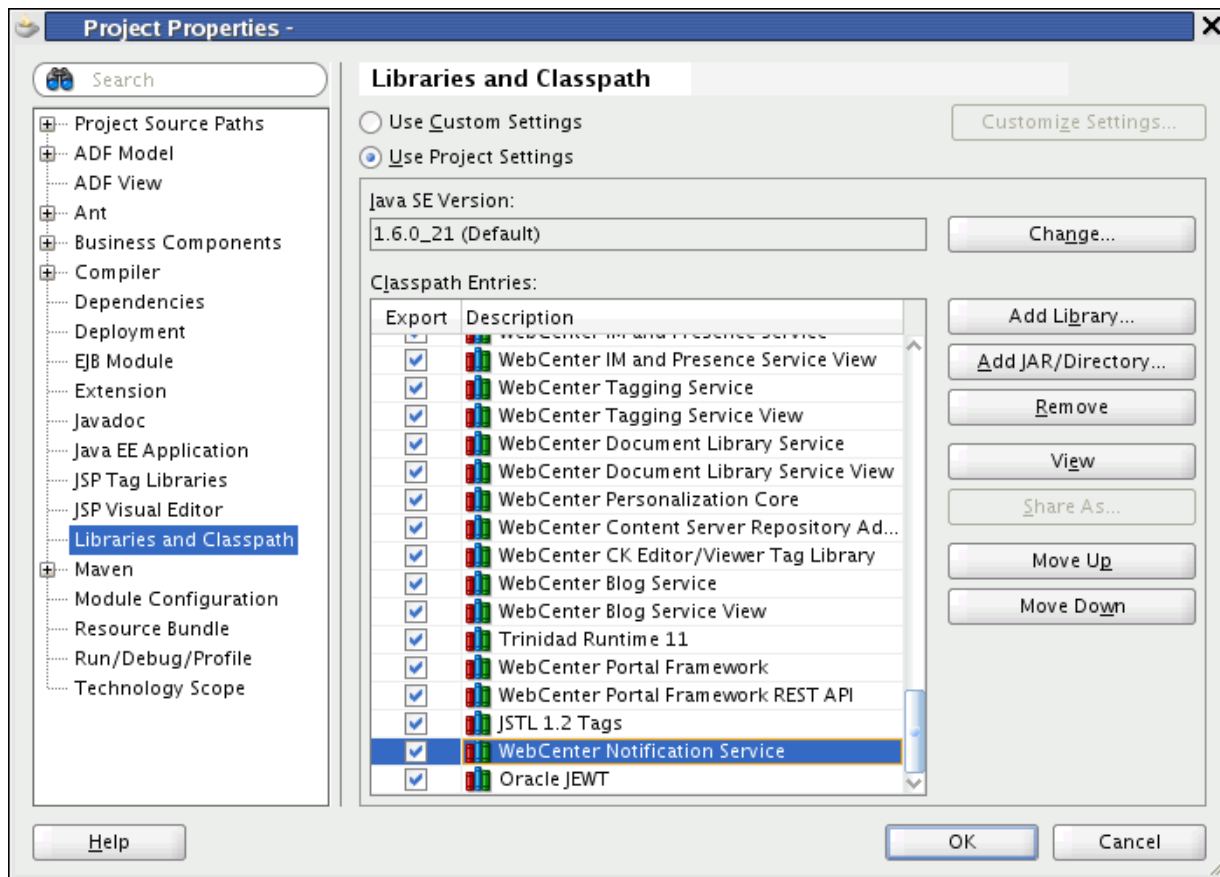 Project Properties -
Search
Project Source Paths
ADF Model
ADF View
Ant
Business Components
Compiler
Dependencies
Deployment
EJB Module
Extension
Javadoc
Java EE Application
JSP Tag Libraries
JSP Visual Editor
Libraries and Classpath
Maven
Module Configuration
Resource Bundle
Run/Debug/Profile
Technology Scope
Libraries and Classpath
Use Custom Settings
Customize Settings...
Use Project Settings
Java SE Version:
1.6.0_21 (Default)
Change...
Classpath Entries:
Export Description
WebCenter IM and Presence Service
WebCenter IM and Presence Service View
WebCenter Tagging Service
WebCenter Tagging Service View
WebCenter Document Library Service
WebCenter Document Library Service View
WebCenter Personalization Core
WebCenter Content Server Repository Ad...
WebCenter CK Editor/Viewer Tag Library
WebCenter Blog Service
WebCenter Blog Service View
Trinidad Runtime 11
WebCenter Portal Framework
WebCenter Portal Framework REST API
JSTL 1.2 Tags
WebCenter Notification Service
Oracle JEWT
Add Library...
Add JAR/Directory...
Remove
View
Share As...
Move Up
Move Down
Help
OK
Cancel